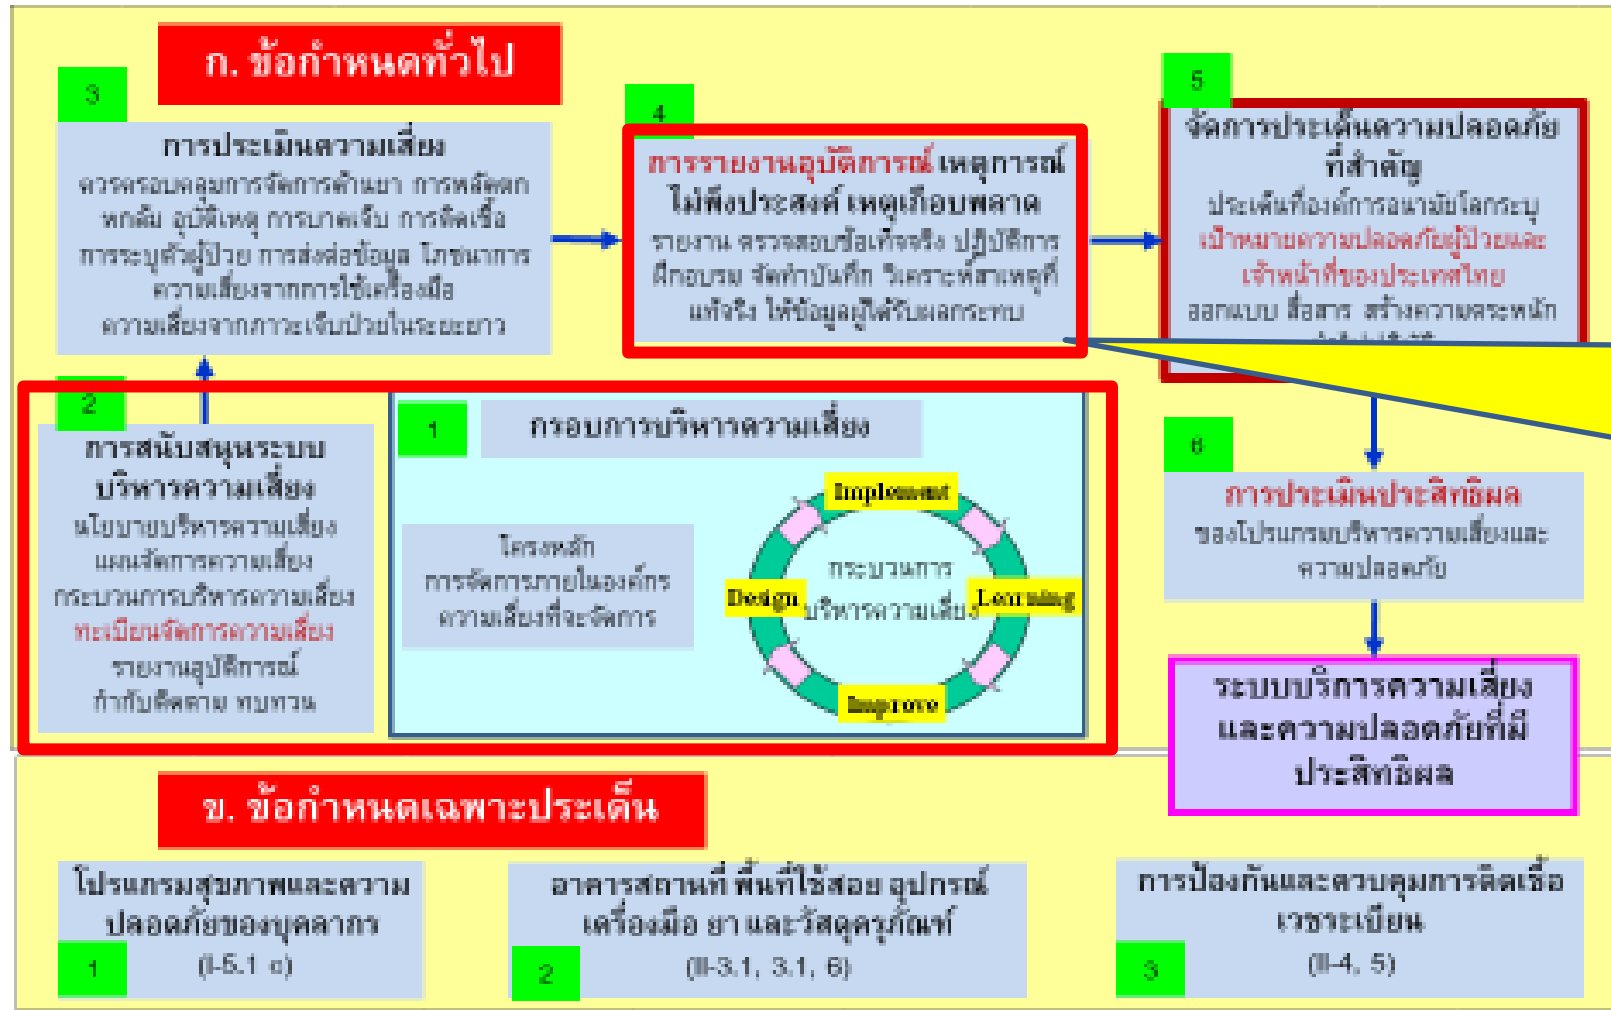 ก. ข้อกำหนดทั่วไป
3
การประเมินความเสี่ยง
ควรครอบคลุมการจัดการด้านยา การพลัดตก
หกล้ม อุบัติเหตุ การบาดเจ็บ การติดเชื้อ
การระบุตัวผู้ป่วย การส่งต่อข้อมูล โภชนาการ
ความเสี่ยงจากการใช้เครื่องมือ
ความเสี่ยงจากภาวะเจ็บป่วยในระยะยาว
4
การรายงานอุบัติการณ์ เหตุการณ์
ไม่พึงประสงค์ เหตุเกือบพลาด
รายงาน ตรวจสอบข้อเท็จจริง ปฏิบัติการ
ฝึกอบรม จัดทำบันทึก วิเคราะห์สาเหตุที่
แท้จริง ให้ข้อมูลผู้ได้รับผลกระทบ
5
จัดการประเด็นความปลอดภัย
ที่สำคัญ
ประเด็นที่องค์การอนามัยโลกระบุ
เป้าหมายความปลอดภัยผู้ป่วยและ
เจ้าหน้าที่ของประเทศไทย
ออกแบบ สื่อสาร สร้างความตระหนัก
2
การสนับสนุนระบบ
บริหารความเสี่ยง
นโยบายบริหารความเสี่ยง
แผนจัดการความเสี่ยง
กระบวนการบริหารความเสี่ยง
ทะเบียนจัดการความเสี่ยง
รายงานอุบัติการณ์
กำกับติดตาม ทบทวน
1
กรอบการบริหารความเสี่ยง
โครงหลัก
การจัดการภายในองค์กร
ความเสี่ยงที่จะจัดการ
Implement
Design
กระบวนการ
บริหารความเสี่ยง
Learning
Improve
6
การประเมินประสิทธิผล
ของโปรแกรมบริหารความเสี่ยงและ
ความปลอดภัย
ระบบบริการความเสี่ยง
และความปลอดภัยที่มี
ประสิทธิผล
ข. ข้อกำหนดเฉพาะประเด็น
โปรแกรมสุขภาพและความ
ปลอดภัยของบุคลากร
(I-5.1 c)
1
อาคารสถานที่ พื้นที่ใช้สอย อุปกรณ์
เครื่องมือ ยา และวัสดุครุภัณฑ์
(II-3.1, 3.1, 6)
2
การป้องกันและควบคุมการติดเชื้อ
เวชระเบียน
(II-4, 5)
3